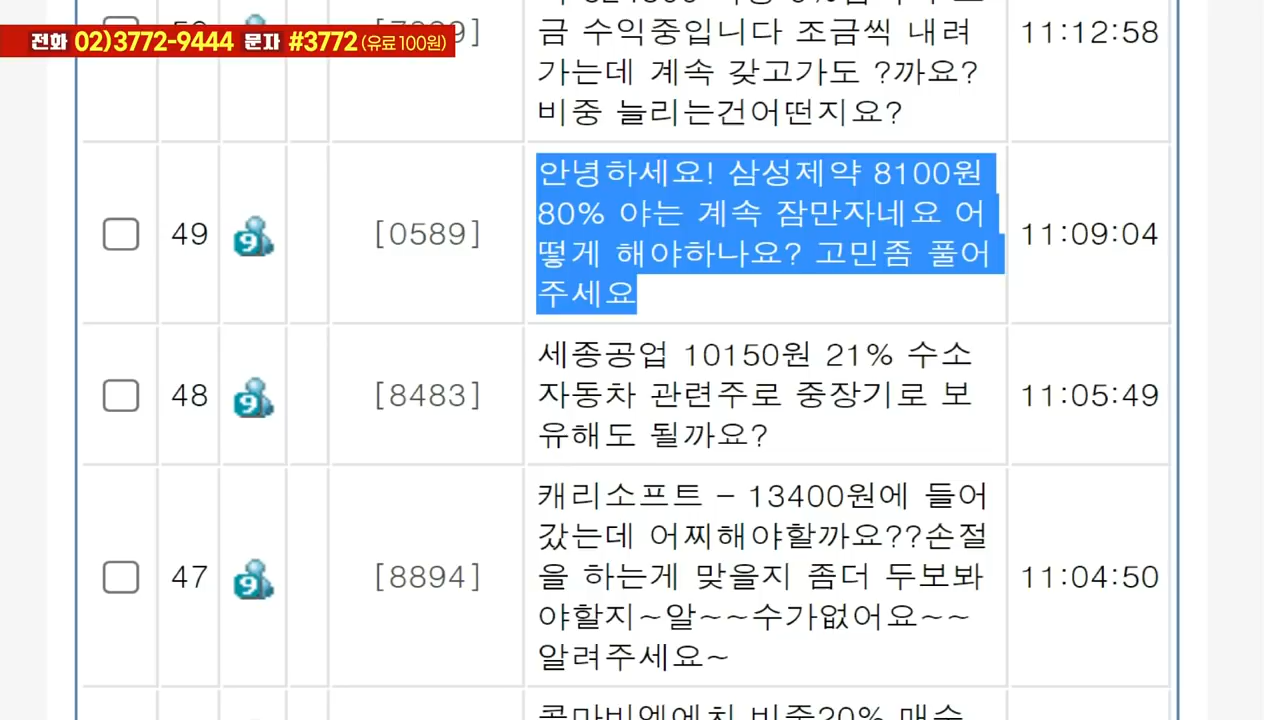 전화 02)3772-9444 문자 #3772 (유료100원)
금 수익중입니다 조금씩 내려
가는데 계속 갖고가도 ?까요?
비중 늘리는건어떤지요?
11:12:58
49
[0589]
안녕하세요! 삼성제약 8100원
80% 야는 계속 잠만자네요 어
떻게 해야하나요? 고민좀 풀어
주세요
11:09:04
48
[8483]
세종공업 10150원 21% 수소
자동차 관련주로 중장기로 보
유해도 될까요?
11:05:49
47
[8894]
캐리소프트 – 13400원에 들어
갔는데 어찌해야할까요??손절
을 하는게 맞을지 좀더 두보봐
야할지~알~~수가없어요~~
알려주세요~
11:04:50
비중20% 매수